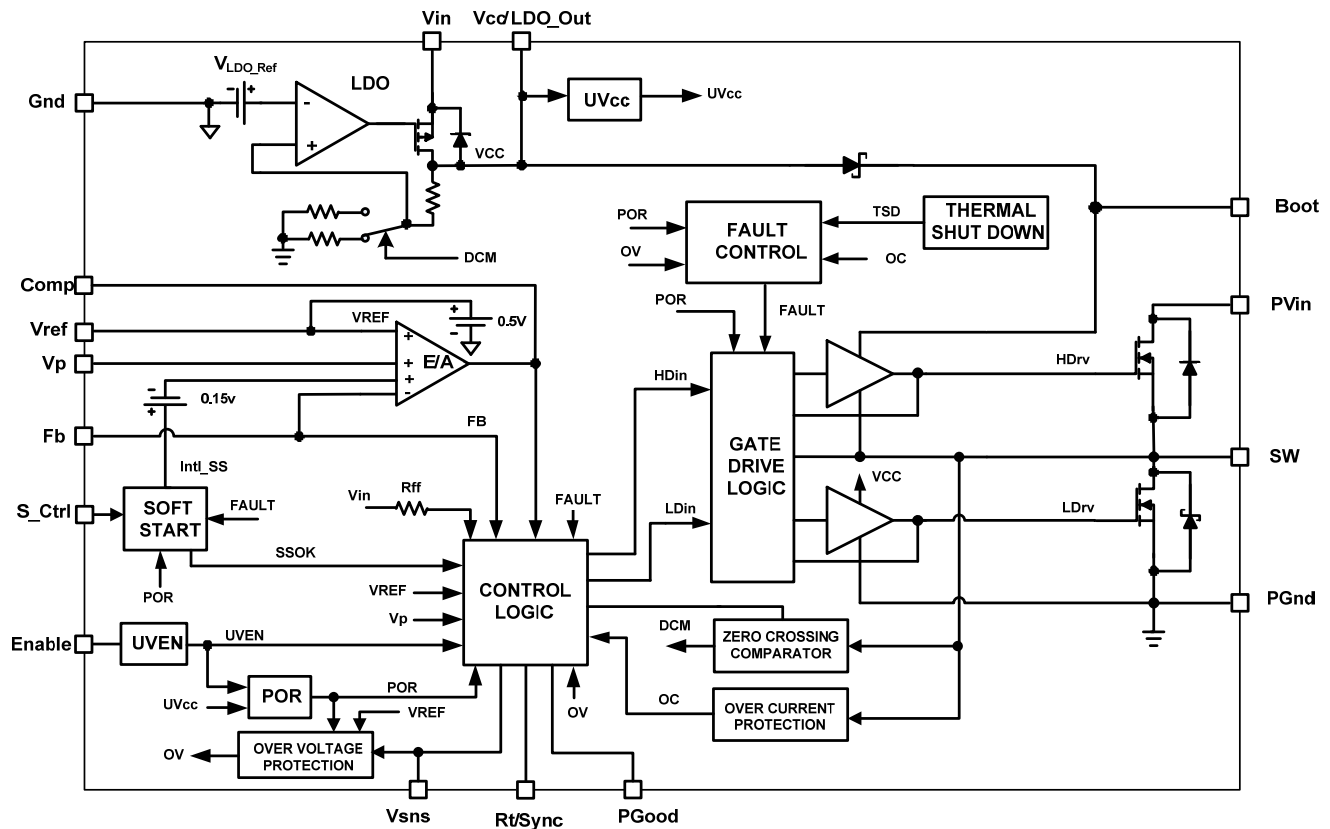 Vin
Vcc/LDO_Out
VLDO_Ref
LDO
Gnd
-
+
-
+
UVcc
UVcc
VCC
Boot
POR
OV
FAULT
CONTROL
TSD
OC
THERMAL
SHUT DOWN
DCM
Comp
Vref
VREF
+
-
0.5V
Vp
+
+
+
-
E/A
POR
FAULT
PVin
-
+
0.15v
HDin
HDrv
Fb
FB
GATE
DRIVE
LOGIC
SW
Intl_SS
Vin
Rff
FAULT
VCC
S_Ctrl
SOFT
START
FAULT
LDin
LDrv
SSOK
POR
VREF
Vp
CONTROL
LOGIC
PGnd
Enable
UVEN
UVEN
DCM
ZERO CROSSING
COMPARATOR
UVcc
POR
POR
VREF
OV
OC
OVER CURRENT
PROTECTION
OV
OVER VOLTAGE
PROTECTION
Vsns
Rt/Sync
PGood